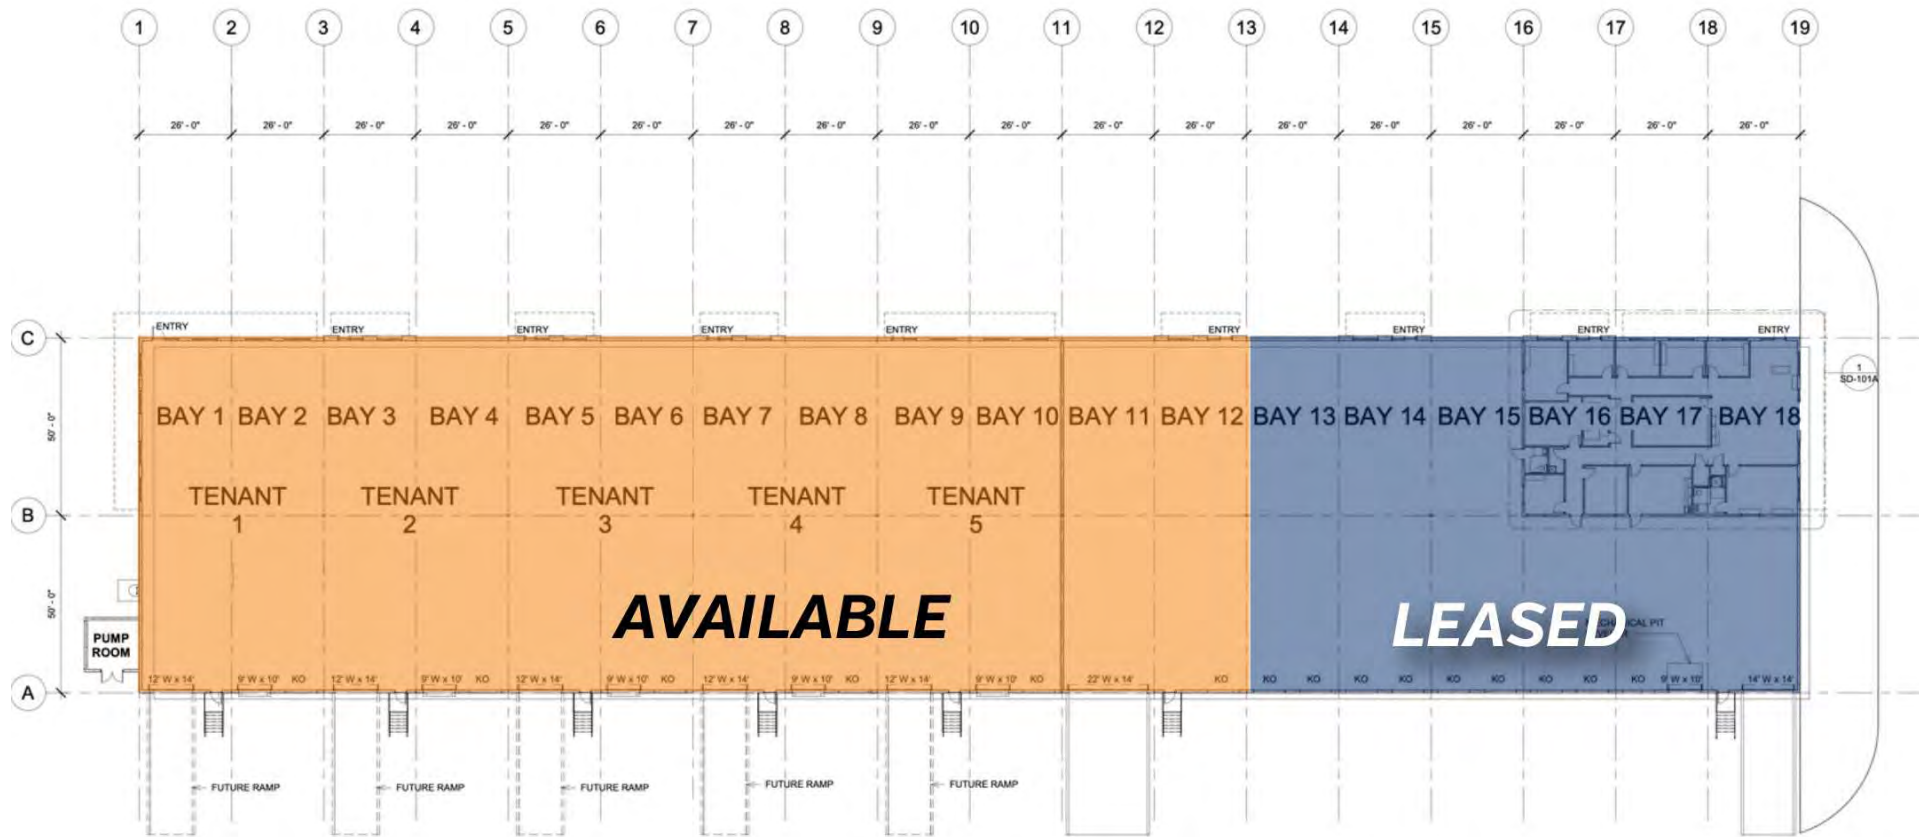 1 2 3 4 5 6 7 8 9 10 11 12 13 14 15 16 17 18 19
26' - 0" 26' - 0" 26' - 0" 26' - 0" 26' - 0" 26' - 0" 26' - 0" 26' - 0" 26' - 0" 26' - 0" 26' - 0" 26' - 0" 26' - 0" 26' - 0" 26' - 0" 26' - 0" 26' - 0" 26' - 0"
ENTRY ENTRY ENTRY ENTRY ENTRY ENTRY ENTRY ENTRY ENTRY
C
1
SD-101A
50' - 0"
BAY 1 BAY 2 BAY 3 BAY 4 BAY 5 BAY 6 BAY 7 BAY 8 BAY 9 BAY 10 BAY 11 BAY 12 BAY 13 BAY 14 BAY 15 BAY 16 BAY 17 BAY 18
TENANT
1
TENANT
2
TENANT
3
TENANT
4
TENANT
5
B
50' - 0"
AVAILABLE
LEASED
PIT
PUMP
ROOM
A
12' W x 14' 9' W x 10' KO 12' W x 14' 9' W x 10' KO 12' W x 14' 9' W x 10' KO 12' W x 14' 9' W x 10' KO 12' W x 14' 9' W x 10' KO 22' W x 14' KO KO KO KO KO KO KO KO KO KO 9' W x 10' 14' W x 14'
FUTURE RAMP FUTURE RAMP FUTURE RAMP FUTURE RAMP FUTURE RAMP